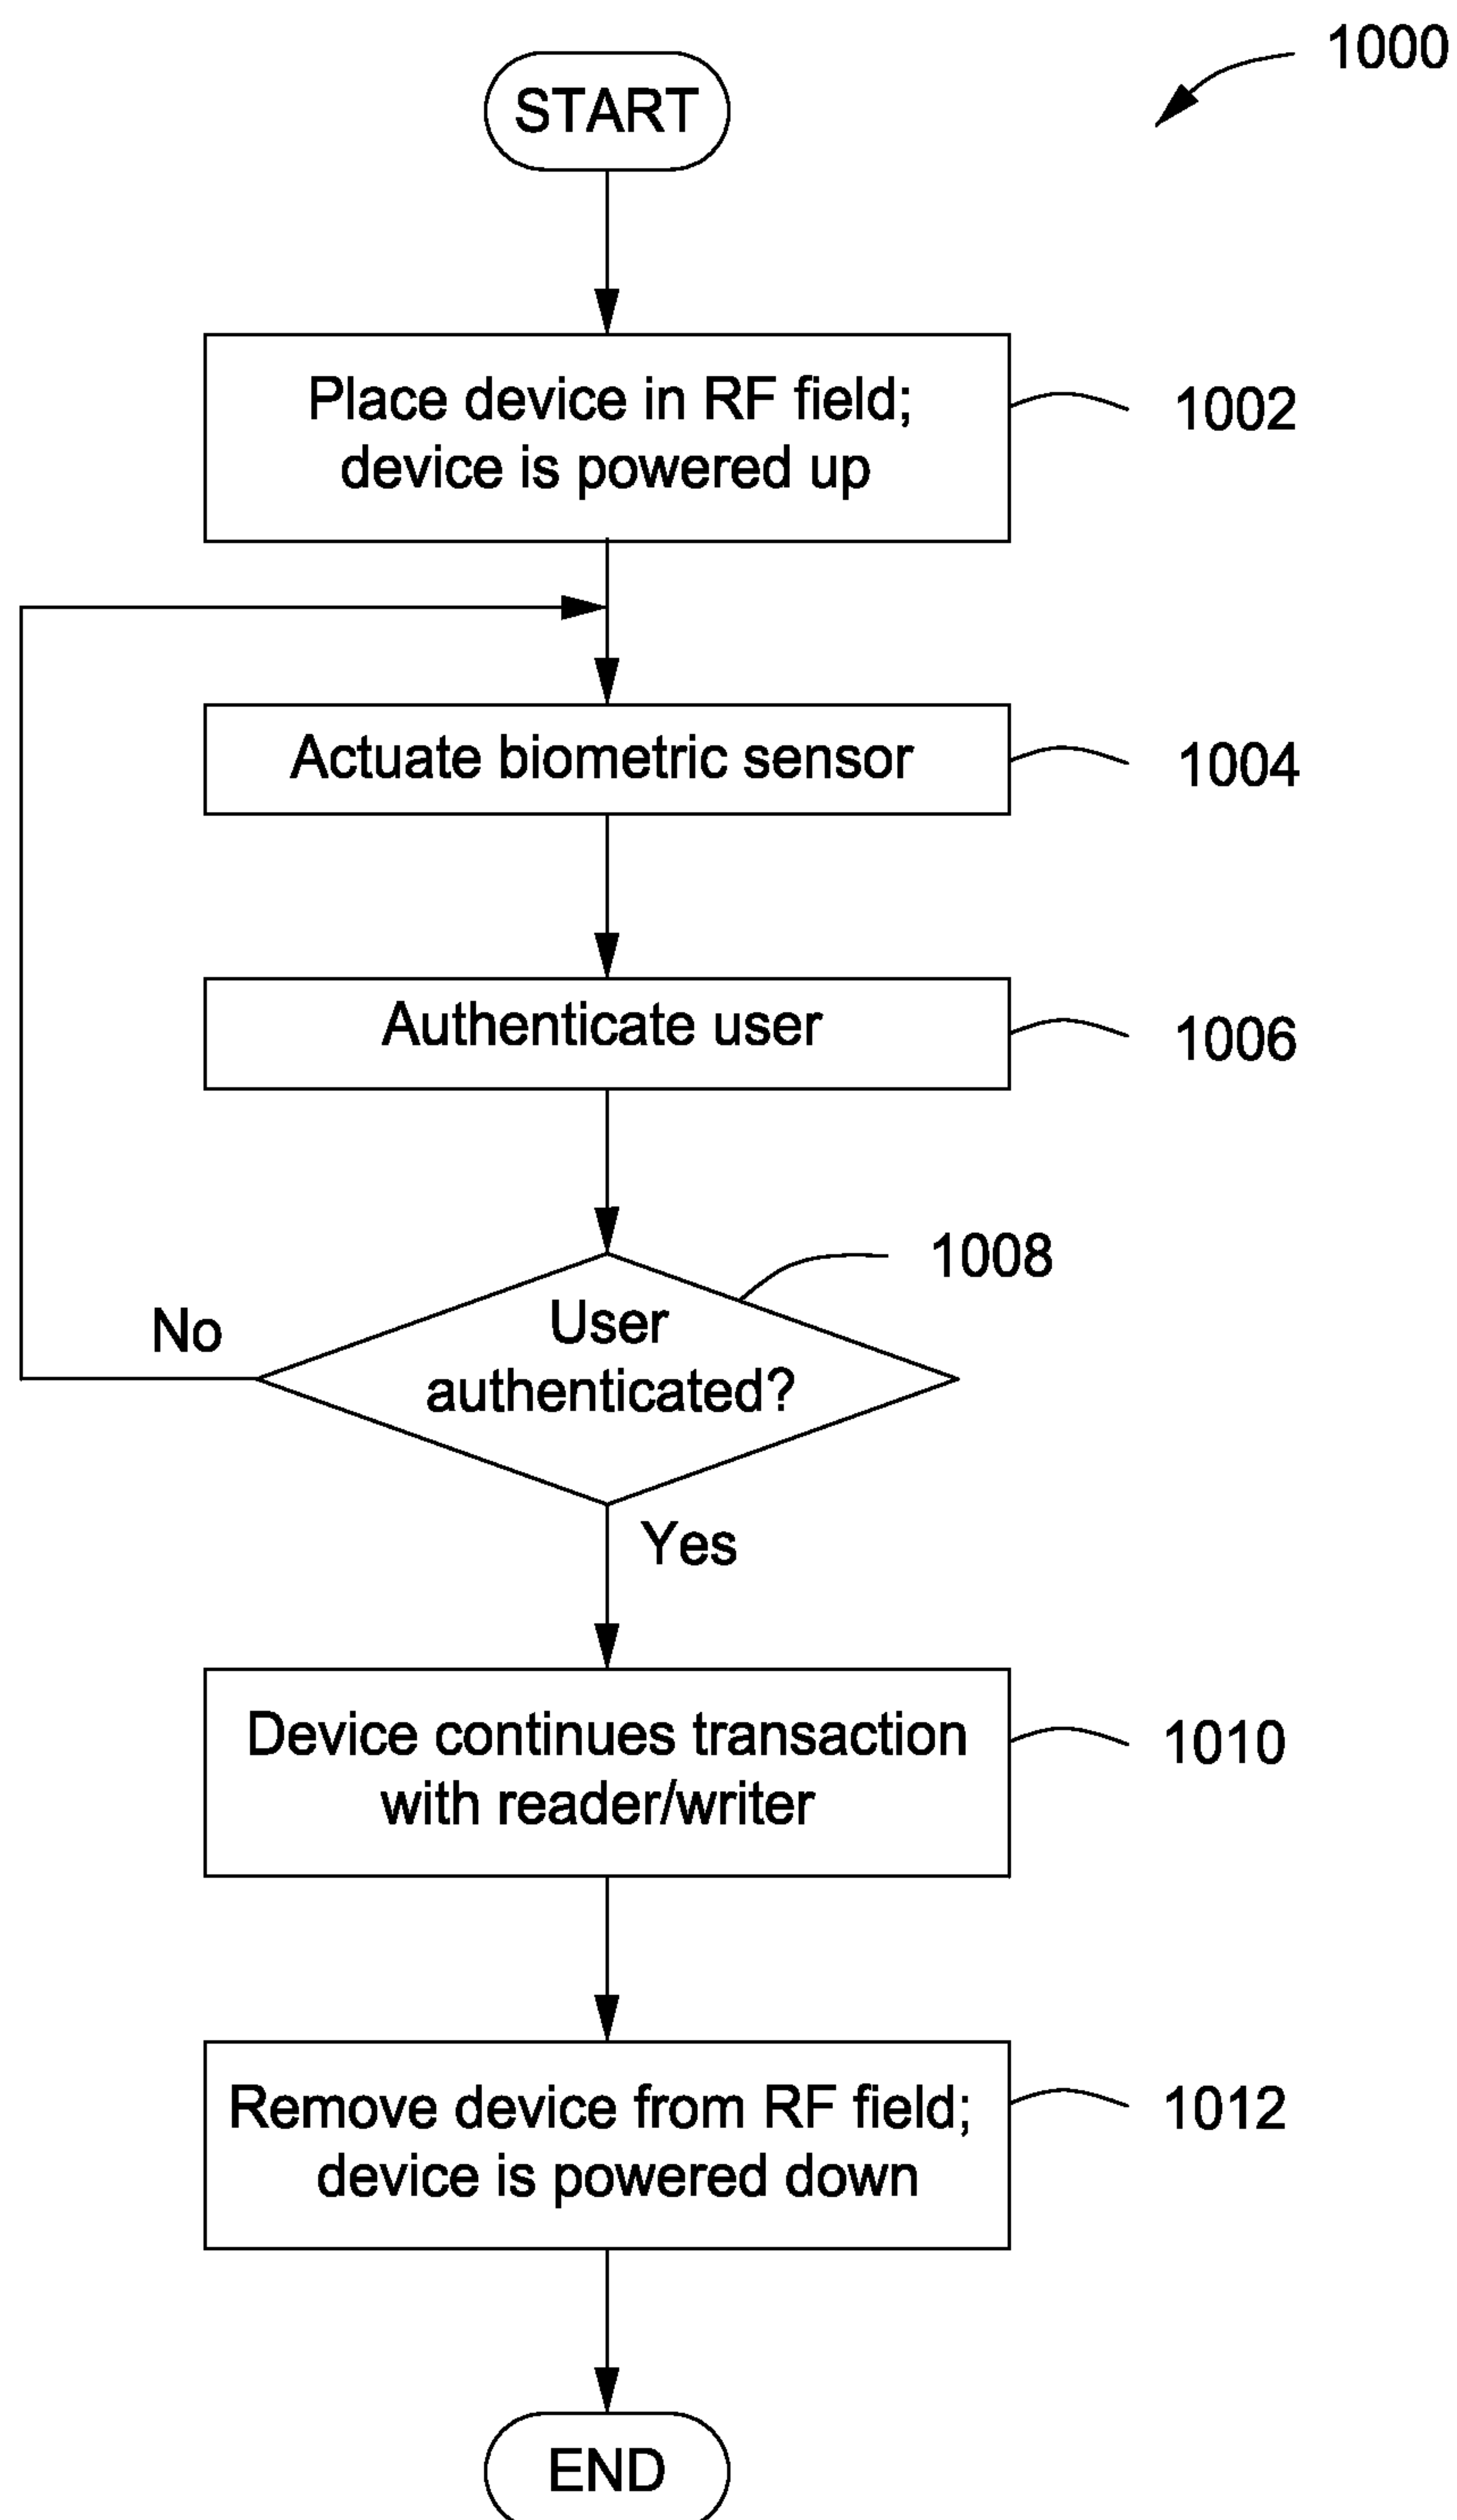 1000
START
Place device in RF field;
device is powered up
1002
Actuate biometric sensor
1004
Authenticate user
1006
1008
User
authenticated?
No
Yes
Device continues transaction
with reader/writer
1010
Remove device from RF field;
device is powered down
1012
END